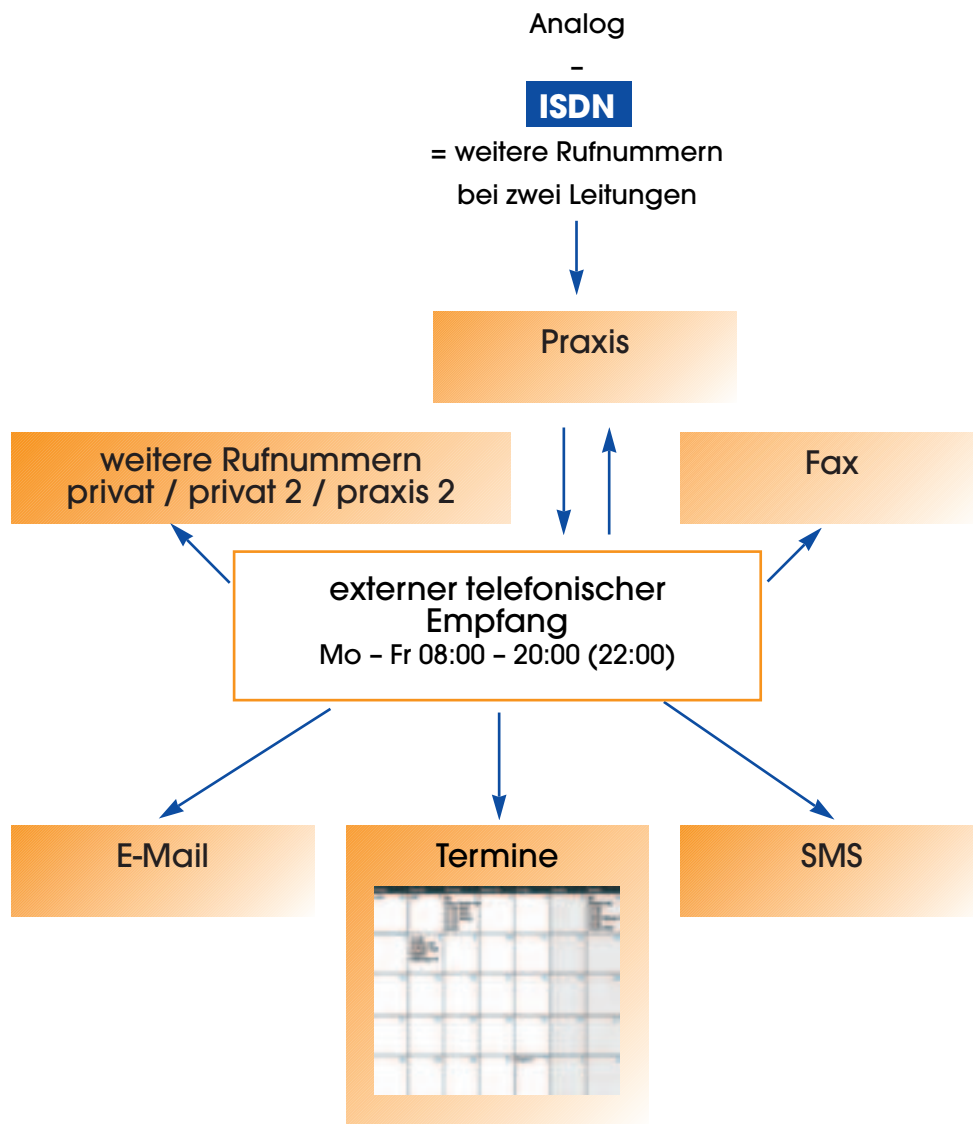 Analog
–
ISDN
= weitere Rufnummern
bei zwei Leitungen
Praxis
weitere Rufnummern
privat / privat 2 / praxis 2
Fax
externer telefonischer
Empfang
Mo – Fr 08:00 – 20:00 (22:00)
E-Mail
Termine
SMS